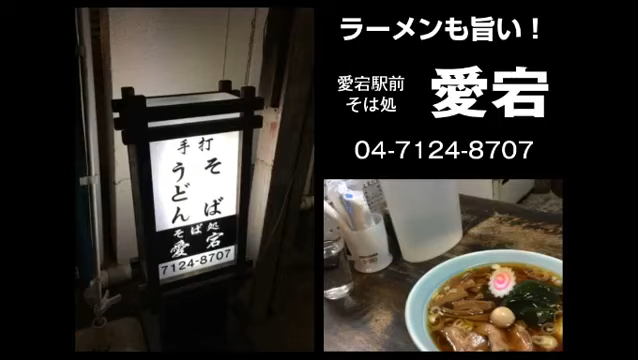 ラーメンも旨い！
愛宕駅前
そは処
愛宕
04-7124-8707
手打
そば
うどん
そば処
愛宕
7124-8707